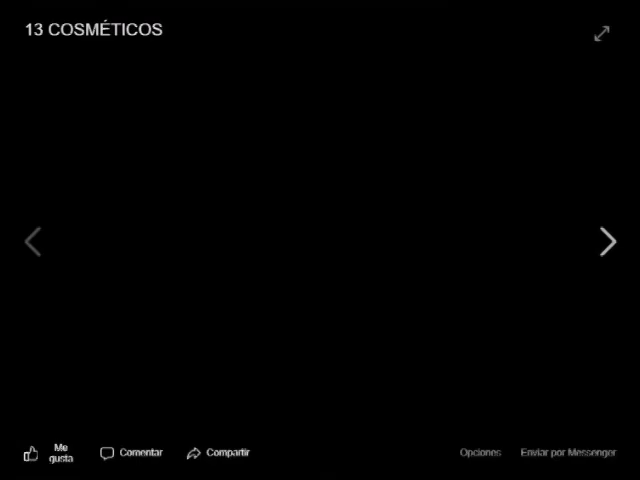 13 COSMÉTICOS
Me
gusta
Comentar
Compartir
Opciones
Enviar por Messenger